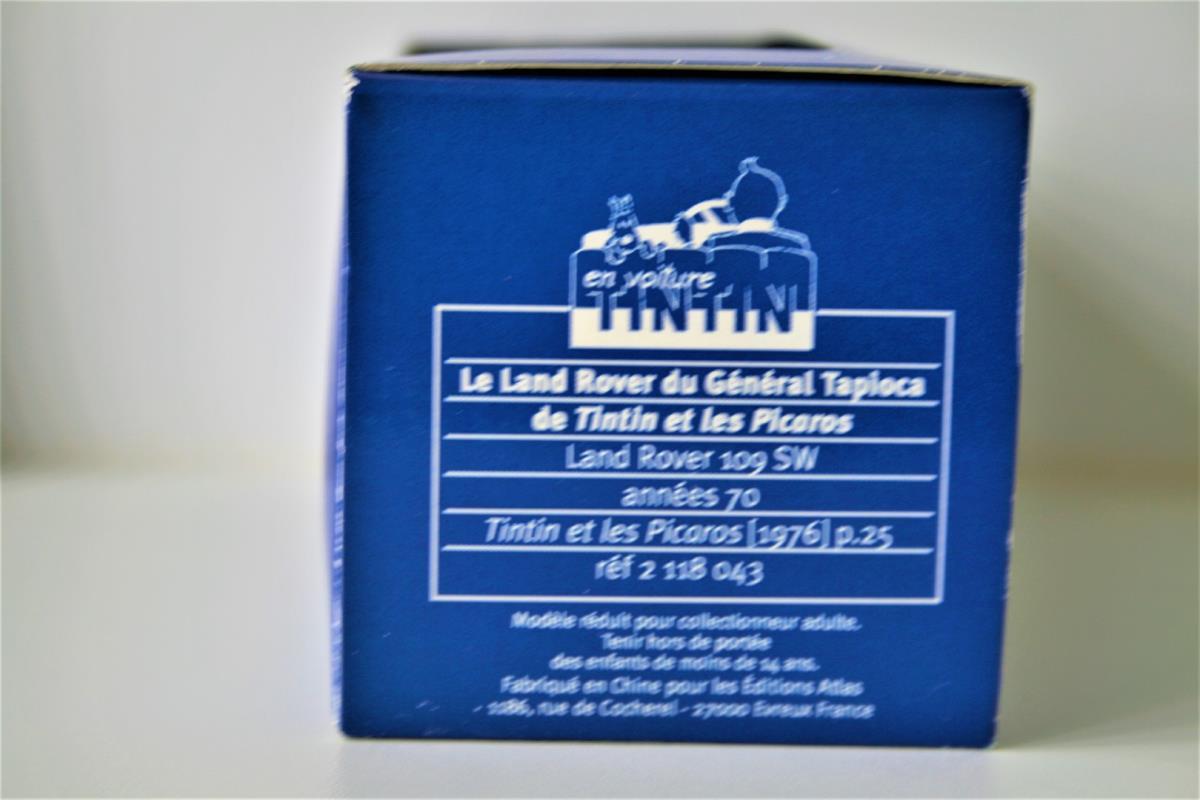 en voiture
TINTIN
Le Land Rover du Général Tapioca
de Tintin et les Picaros
Land Rover 109 SW
années 70
Tintin et les Picaros [1976] p.25
réf 2 118 043
Modèle réduit pour collectionneur adulte.
Tenir hors de portée
des enfants de moins de 14 ans.
Fabriqué en Chine pour les Éditions Atlas
- 1186, rue de Cocherel - 27000 Evreux France